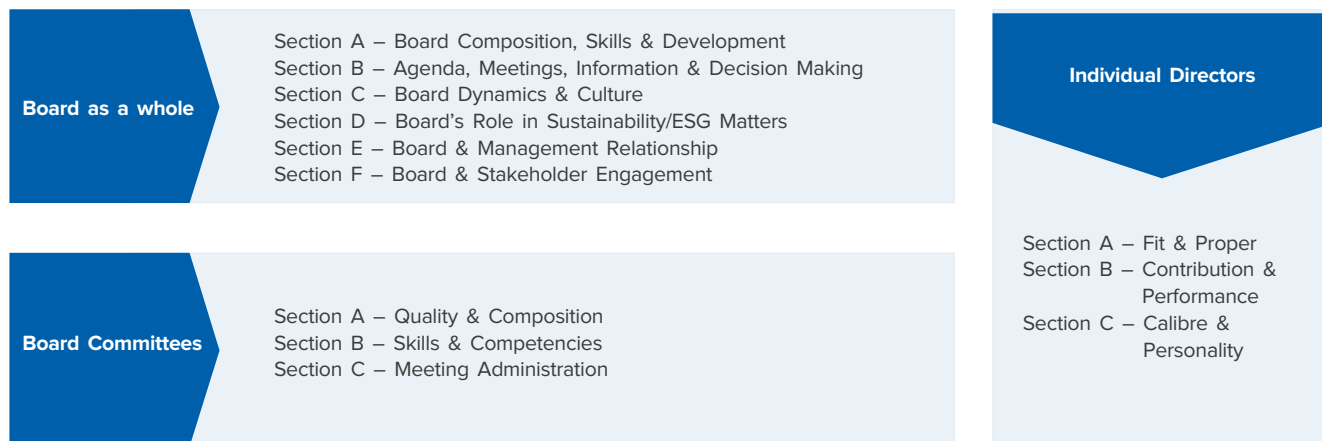 Board as a whole
Section A – Board Composition, Skills & Development
Section B – Agenda, Meetings, Information & Decision Making
Section C – Board Dynamics & Culture
Section D – Board’s Role in Sustainability/ESG Matters
Section E – Board & Management Relationship
Section F – Board & Stakeholder Engagement
Board Committees
Section A – Quality & Composition
Section B – Skills & Competencies
Section C – Meeting Administration
Individual Directors
Section A – Fit & Proper
Section B – Contribution &
Performance
Section C – Calibre &
Personality